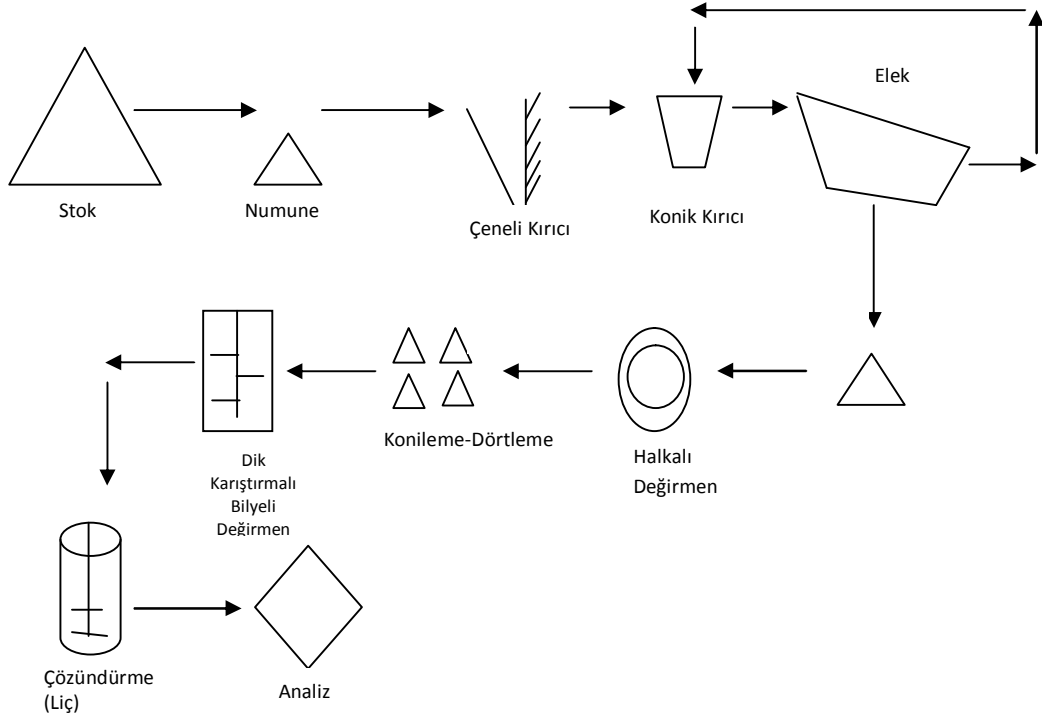 Elek
Stok
Numune
Çeneli Kırıcı
Konik Kırıcı
Konileme-Dörtleme
Halkalı
Değirmen
Dik
Karıştırmalı
Bilyeli
Değirmen
Çözündürme
(Liç)
Analiz